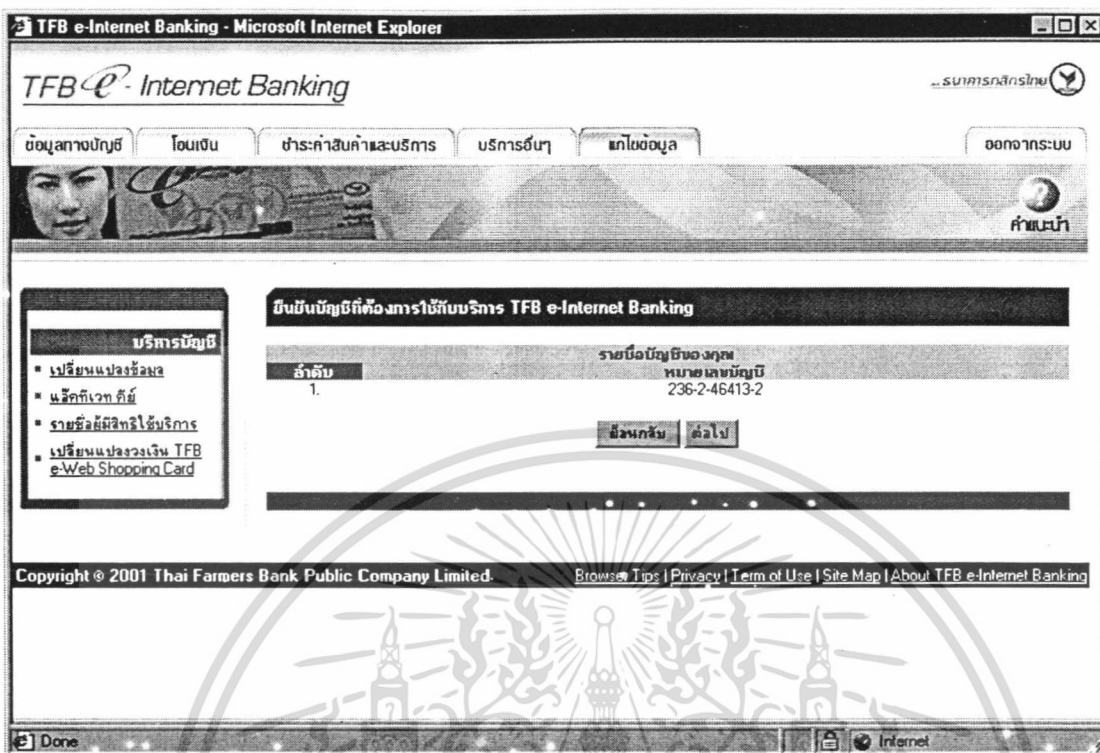 TFB e-Internet Banking - Microsoft Internet Explorer
TFB e - Internet Banking
...ธนาคารกสิกรไทย
ข้อมูลทางบัญชี โอนเงิน ชำระค่าสินค้าและบริการ บริการอื่นๆ แก้ไขข้อมูล ออกจากระบบ
คำแนะนำ
ยืนยันบัญชีที่ต้องการใช้กับบริการ TFB e-Internet Banking
บริการบัญชี
เปลี่ยนแปลงข้อมูล
แอ็คทีเวท คีย์
รายชื่อผู้มีสิทธิใช้บริการ
เปลี่ยนแปลงวงเงิน TFB
e-Web Shopping Card
รายชื่อบัญชีของคุณ
ลำดับ หมายเลขบัญชี
1. 236-2-46413-2
ย้อนกลับ ต่อไป
Copyright © 2001 Thai Farmers Bank Public Company Limited. Browser Tips | Privacy | Term of Use | Site Map | About TFB e-Internet Banking
Done Internet